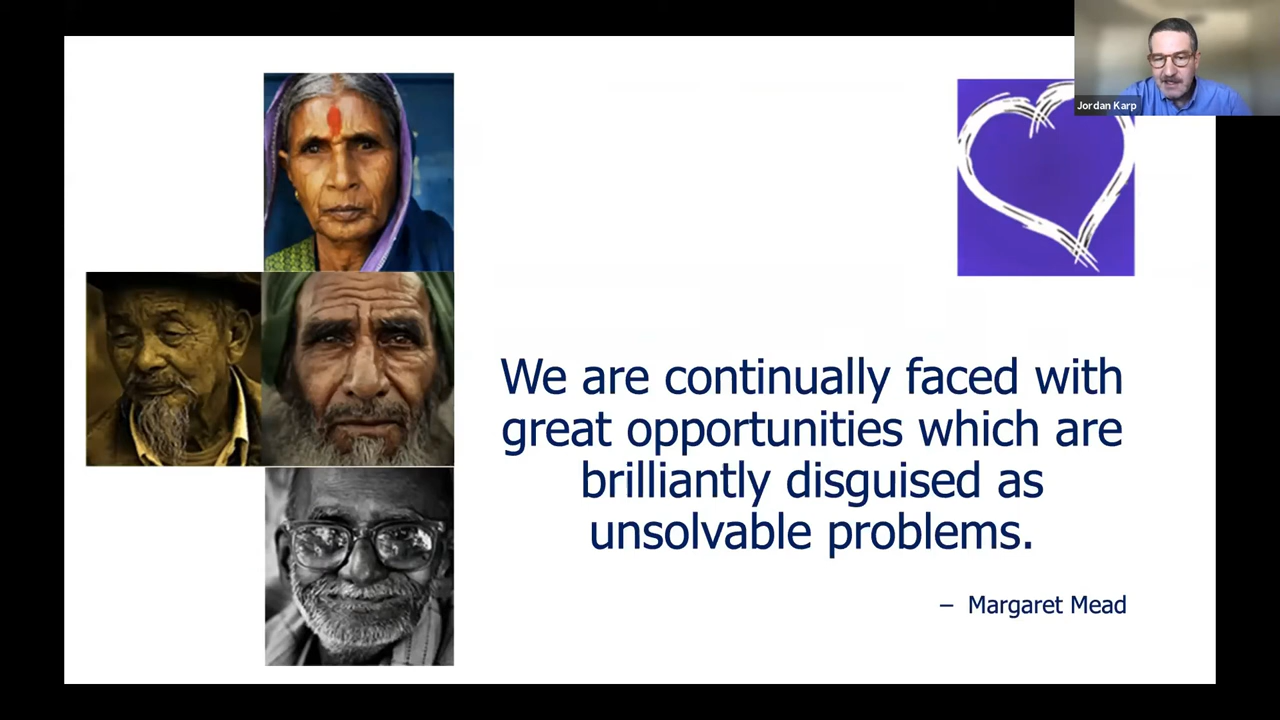 Jordan Karp
We are continually faced with
great opportunities which are
brilliantly disguised as
unsolvable problems.
– Margaret Mead